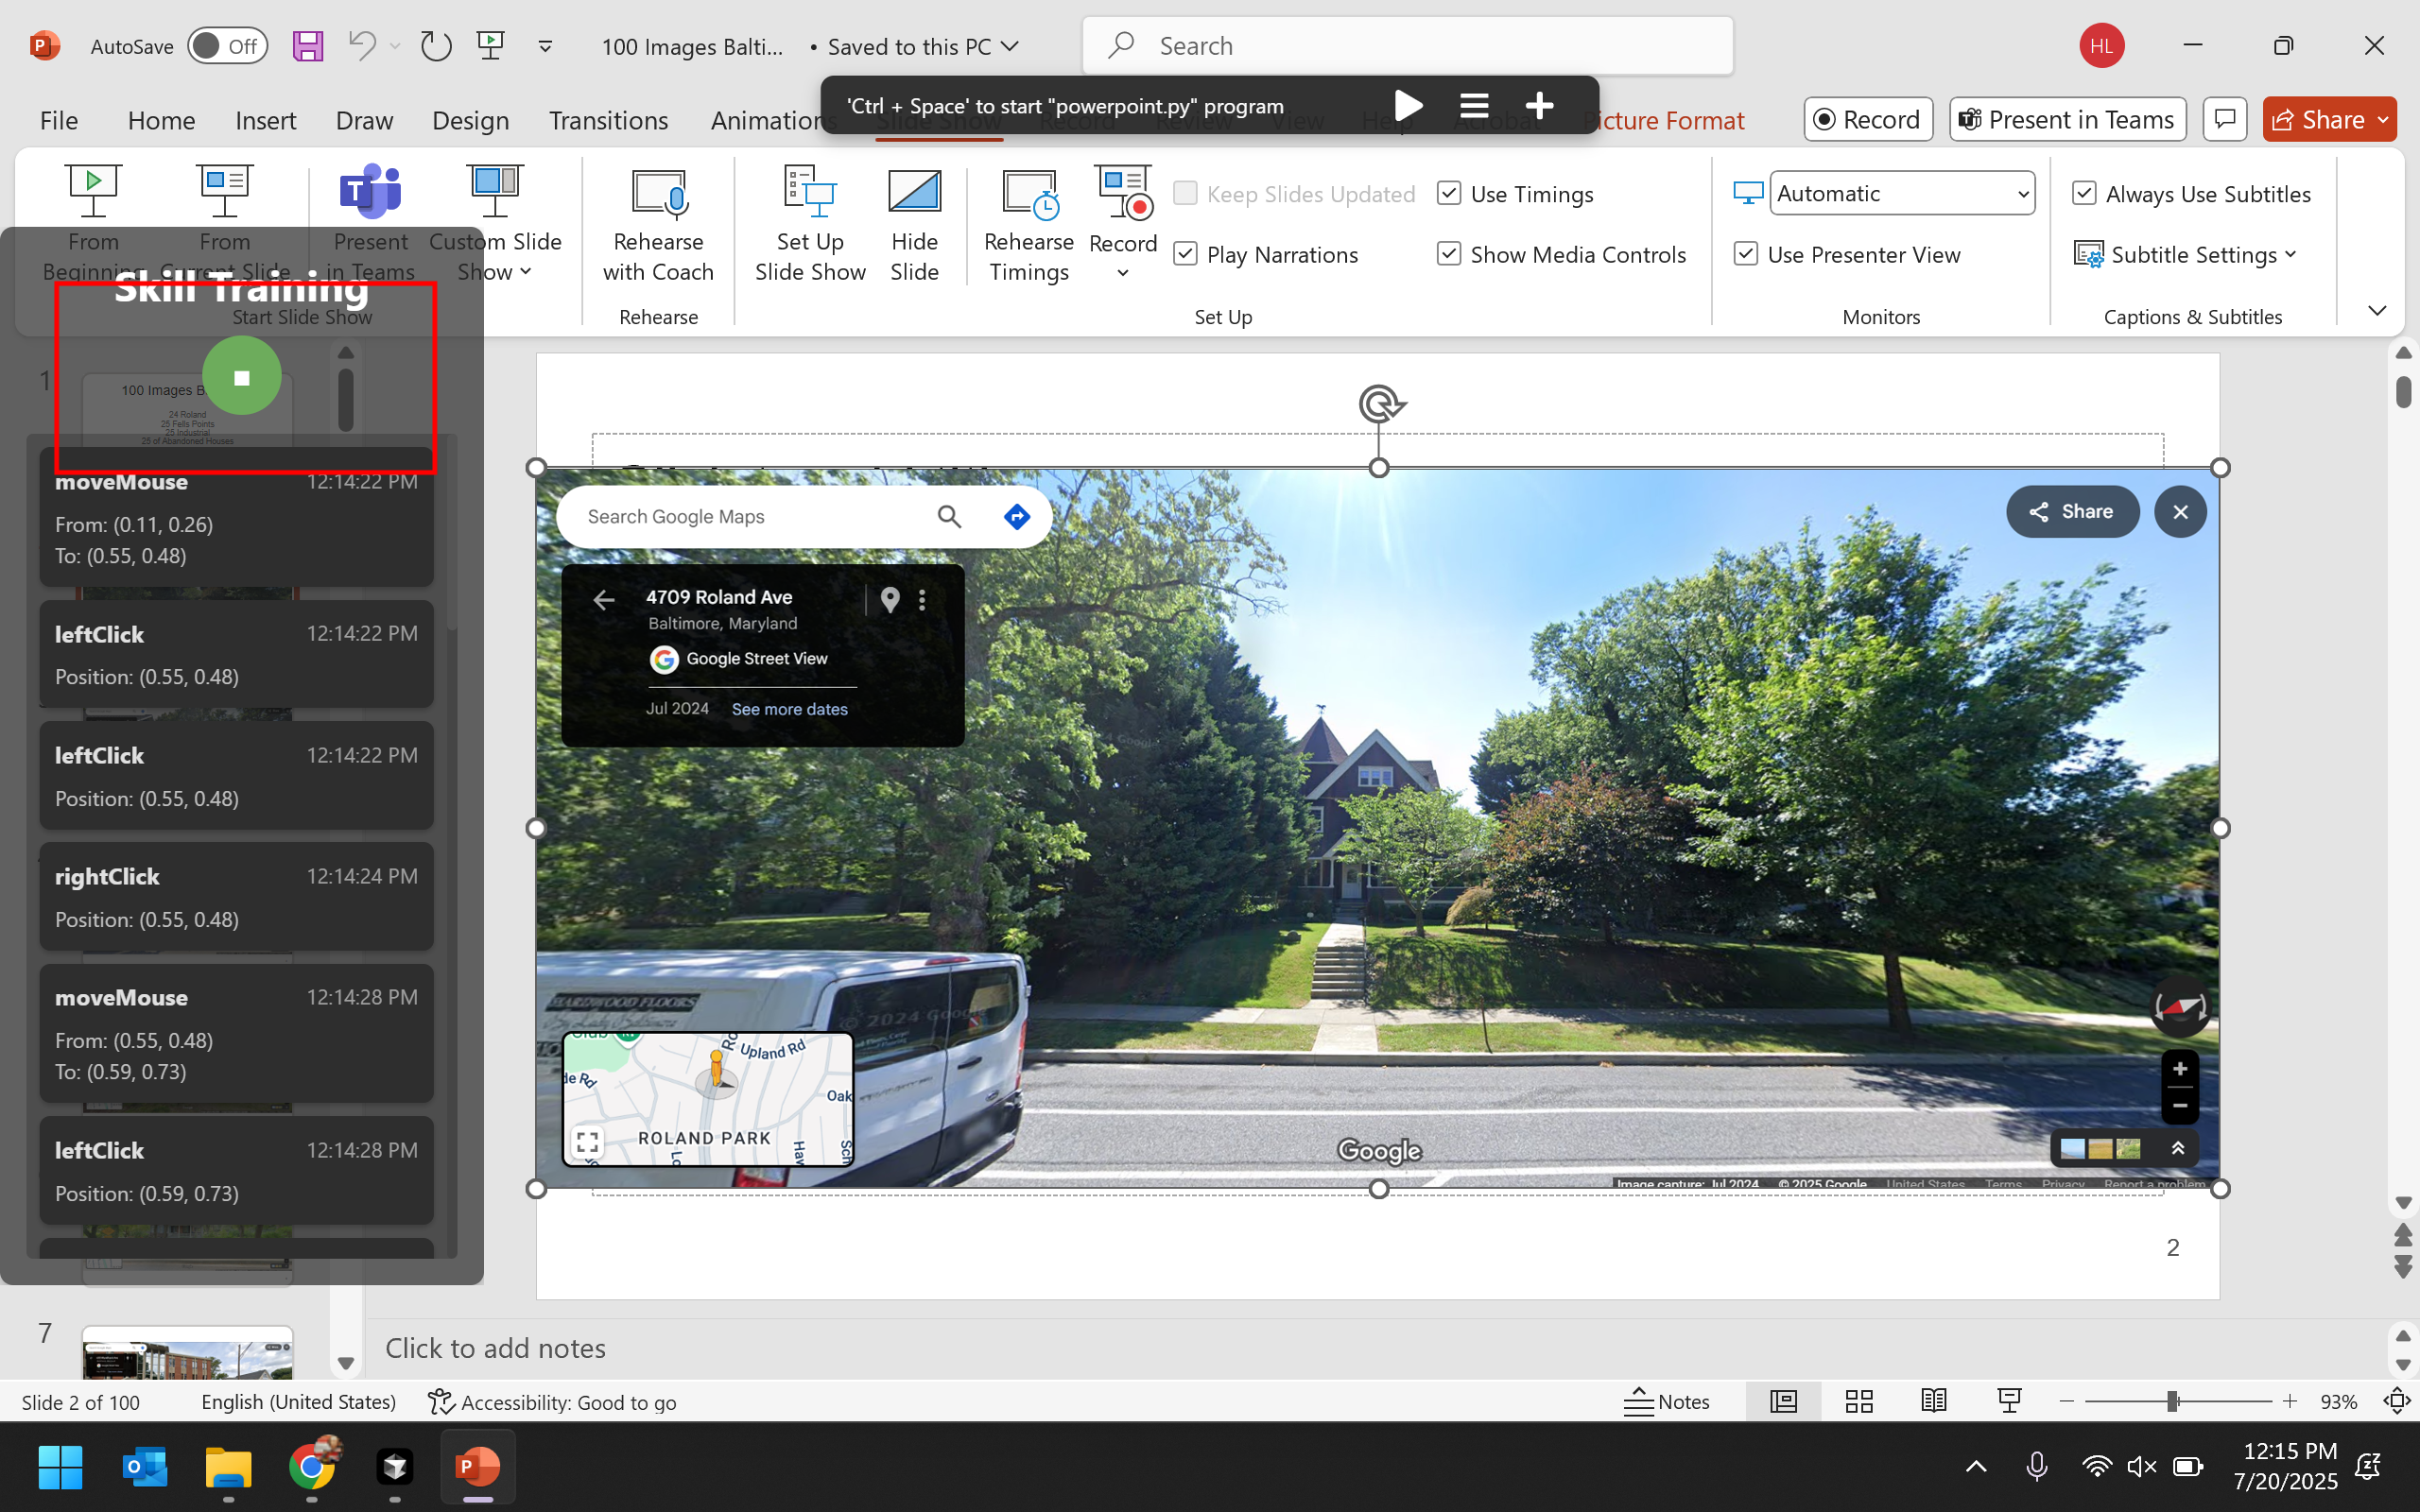 AutoSave Off 100 Images Balti... • Saved to this PC Search HL
'Ctrl + Space' to start "powerpoint.py" program
File Home Insert Draw Design Transitions Animations Slide Show Record Review View Help Acrobat Picture Format Record Present in Teams Share
From Beginning
From Current Slide
Present in Teams
Custom Slide Show
Start Slide Show
Rehearse with Coach
Rehearse
Set Up Slide Show
Hide Slide
Rehearse Timings
Record
Keep Slides Updated
Play Narrations
Use Timings
Show Media Controls
Set Up
Automatic
Use Presenter View
Monitors
Always Use Subtitles
Subtitle Settings
Captions & Subtitles
Skill Training
1
100 Images B
24 Roland
25 Fells Points
25 Industrial
25 of Abandoned Houses
moveMouse 12:14:22 PM
From: (0.11, 0.26)
To: (0.55, 0.48)
leftClick 12:14:22 PM
Position: (0.55, 0.48)
leftClick 12:14:22 PM
Position: (0.55, 0.48)
rightClick 12:14:24 PM
Position: (0.55, 0.48)
moveMouse 12:14:28 PM
From: (0.55, 0.48)
To: (0.59, 0.73)
leftClick 12:14:28 PM
Position: (0.59, 0.73)
7
Search Google Maps
Share
4709 Roland Ave
Baltimore, Maryland
Google Street View
Jul 2024 See more dates
HARDWOOD FLOORS
© 2024 Google
Upland Rd
Oak
ROLAND PARK
Google
Image capture: Jul 2024 © 2025 Google United States Terms Privacy Report a problem
2
Click to add notes
Slide 2 of 100 English (United States) Accessibility: Good to go Notes 93%
12:15 PM
7/20/2025